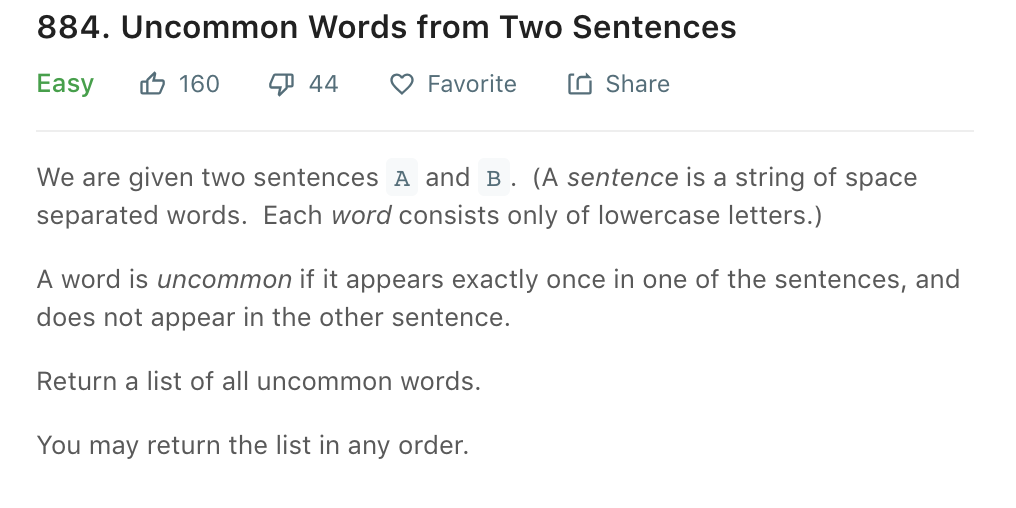 884. Uncommon Words from Two Sentences
Easy 160 44 Favorite Share
We are given two sentences A and B. (A sentence is a string of space
separated words. Each word consists only of lowercase letters.)
A word is uncommon if it appears exactly once in one of the sentences, and
does not appear in the other sentence.
Return a list of all uncommon words.
You may return the list in any order.